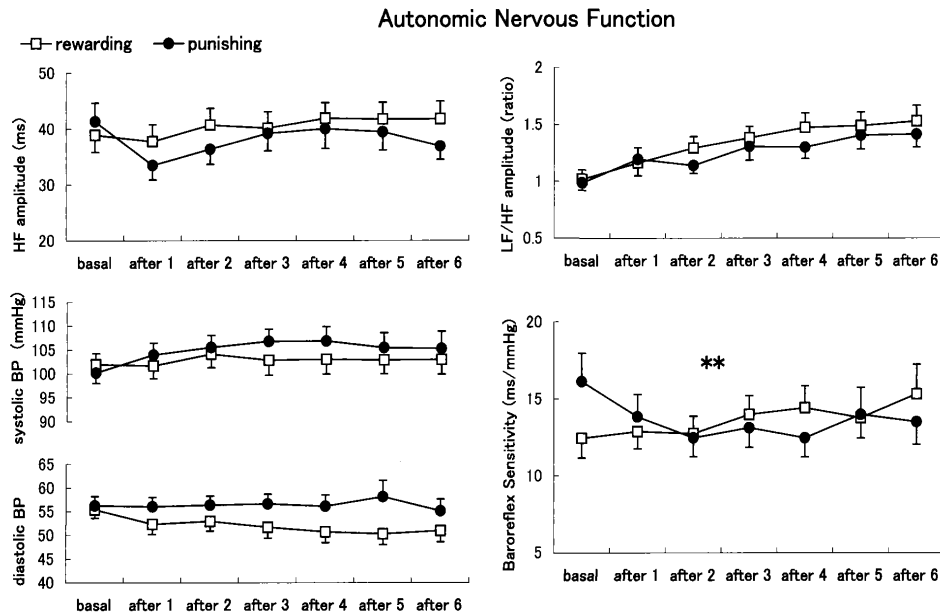 Autonomic Nervous Function
rewarding punishing
HF amplitude (ms)
50
40
30
20
basal after 1 after 2 after 3 after 4 after 5 after 6
LF/HF amplitude (ratio)
2
1.5
1
0.5
basal after 1 after 2 after 3 after 4 after 5 after 6
systolic BP (mmHg)
115
110
105
100
95
90
diastolic BP
65
60
55
50
45
40
basal after 1 after 2 after 3 after 4 after 5 after 6
Baroreflex Sensitivity (ms/mmHg)
20
15
10
5
**
basal after 1 after 2 after 3 after 4 after 5 after 6